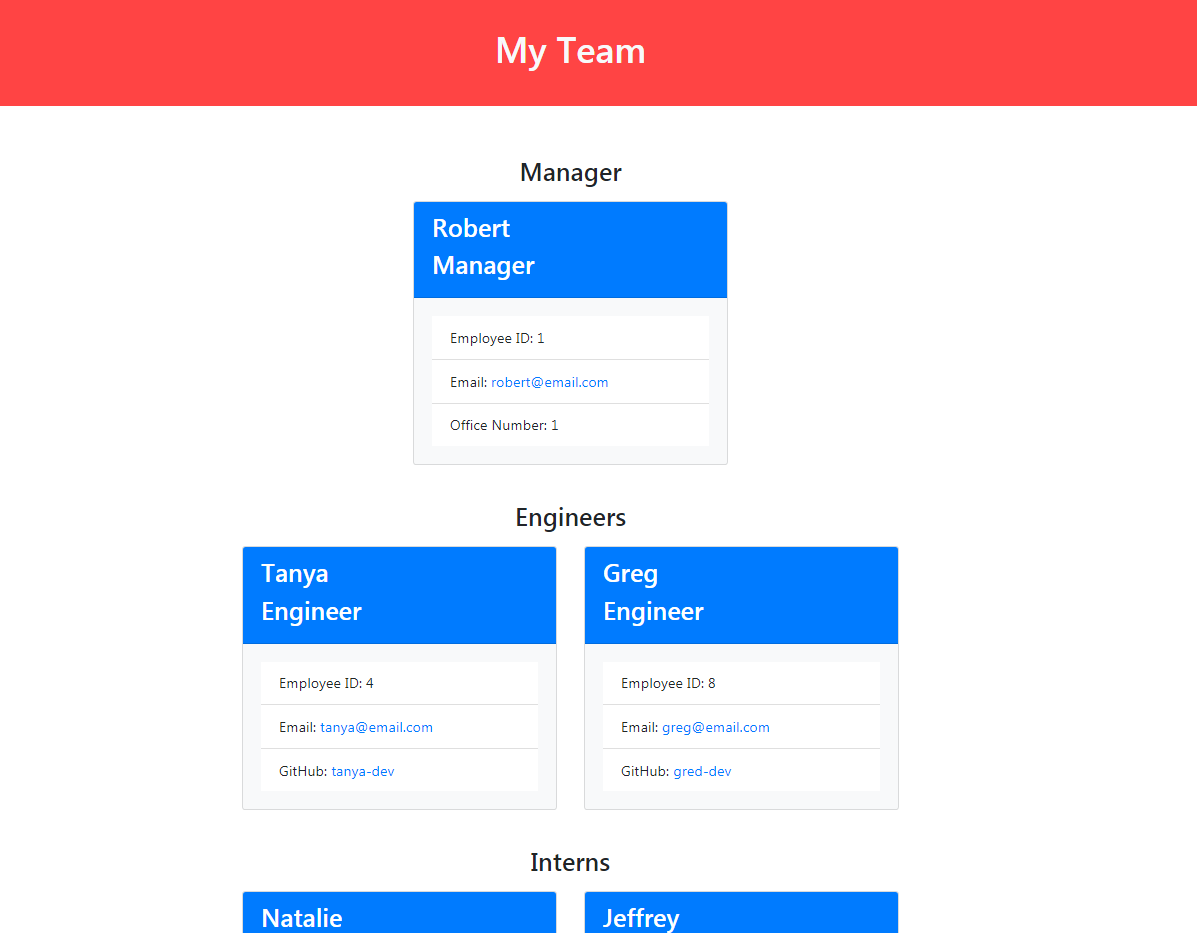 My Team
Manager
Robert
Manager
Employee ID: 1
Email: robert@email.com
Office Number: 1
Engineers
Tanya
Engineer
Employee ID: 4
Email: tanya@email.com
GitHub: tanya-dev
Greg
Engineer
Employee ID: 8
Email: greg@email.com
GitHub: gred-dev
Interns
Natalie
Jeffrey